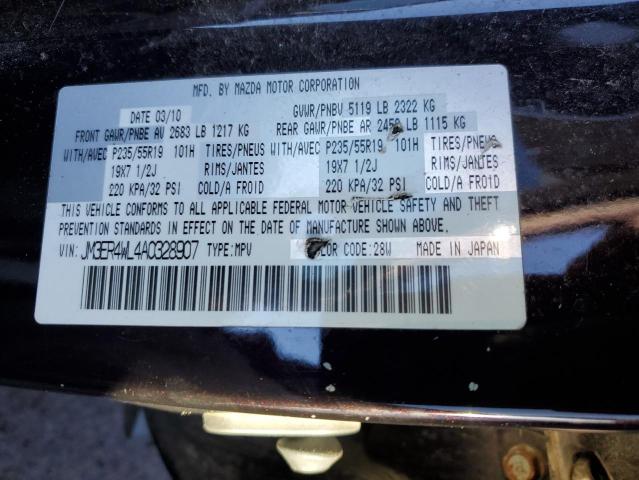 MFD. BY MAZDA MOTOR CORPORATION
DATE 03/10 GVWR/PNBV 5119 LB 2322 KG
FRONT GAWR/PNBE AV 2683 LB 1217 KG REAR GAWR/PNBE AR 2458 LB 1115 KG
WITH/AVEC P235/55R19 101H TIRES/PNEUS WITH/AVEC P235/55R19 101H TIRES/PNEUS
19X7 1/2J RIMS/JANTES 19X7 1/2J RIMS/JANTES
220 KPA/32 PSI COLD/A FROID 220 KPA/32 PSI COLD/A FROID
THIS VEHICLE CONFORMS TO ALL APPLICABLE FEDERAL MOTOR VEHICLE SAFETY AND THEFT
PREVENTION STANDARDS IN EFFECT ON THE DATE OF MANUFACTURE SHOWN ABOVE.
VIN: JM3ER4WL4A0328907 TYPE:MPV COLOR CODE:28W MADE IN JAPAN